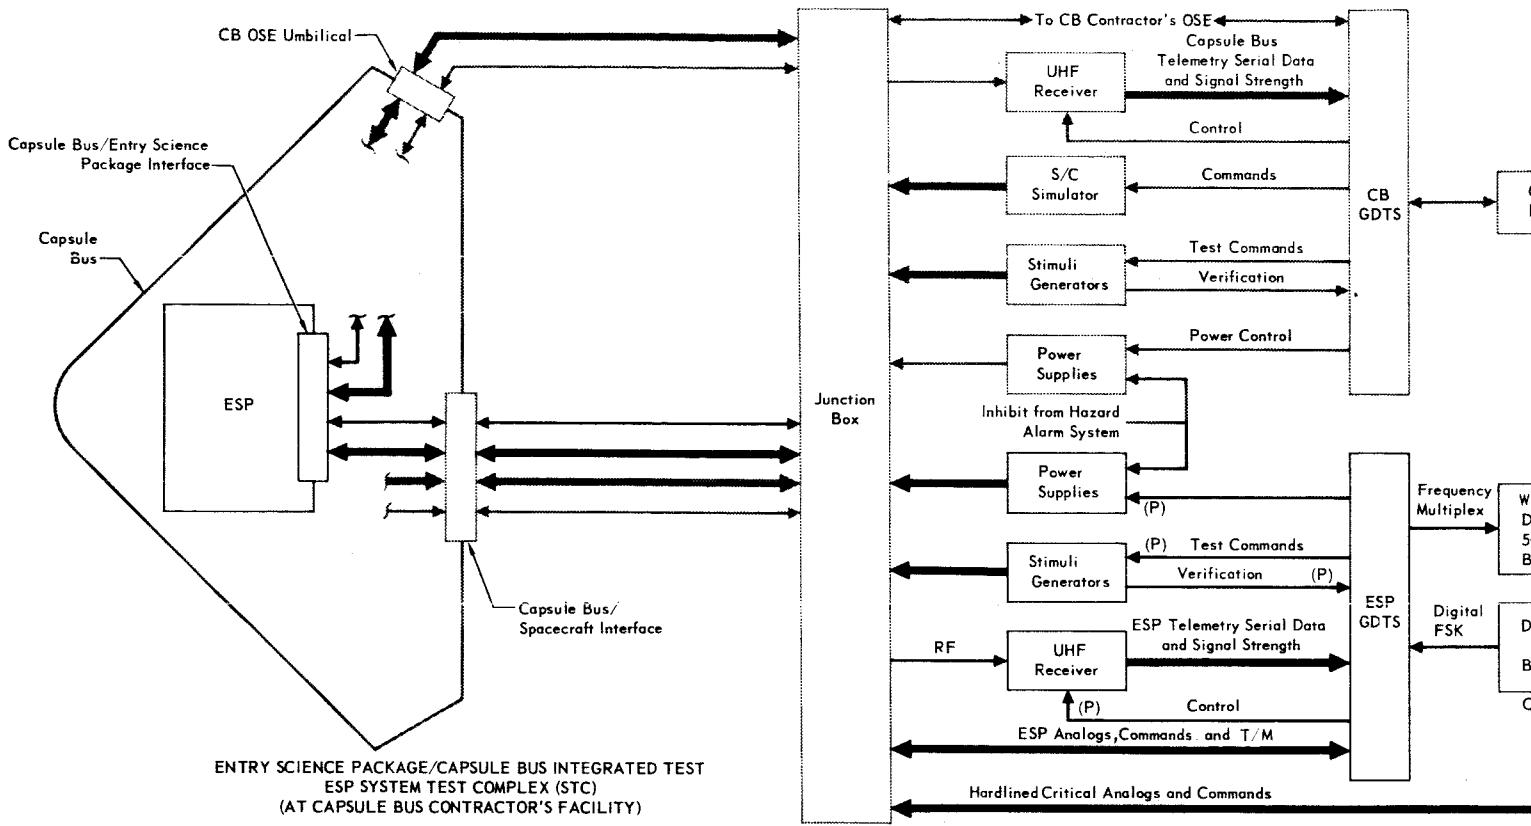 CB OSE Umbilical
Capsule Bus/Entry Science
Package Interface
Capsule
Bus
ESP
Capsule Bus/
Spacecraft Interface
ENTRY SCIENCE PACKAGE/CAPSULE BUS INTEGRATED TEST
ESP SYSTEM TEST COMPLEX (STC)
(AT CAPSULE BUS CONTRACTOR'S FACILITY)
Junction
Box
To CB Contractor's OSE
UHF
Receiver
Capsule Bus
Telemetry Serial Data
and Signal Strength
Control
S/C
Simulator
Commands
CB
GDTS
Stimuli
Generators
Test Commands
Verification
Power
Supplies
Power Control
Inhibit from Hazard
Alarm System
Power
Supplies
(P)
Stimuli
Generators
(P) Test Commands
Verification (P)
ESP
GDTS
Frequency
Multiplex
W
D
B
Digital
FSK
D
B
RF
UHF
Receiver
ESP Telemetry Serial Data
and Signal Strength
(P) Control
ESP Analogs, Commands and T/M
Hardlined Critical Analogs and Commands